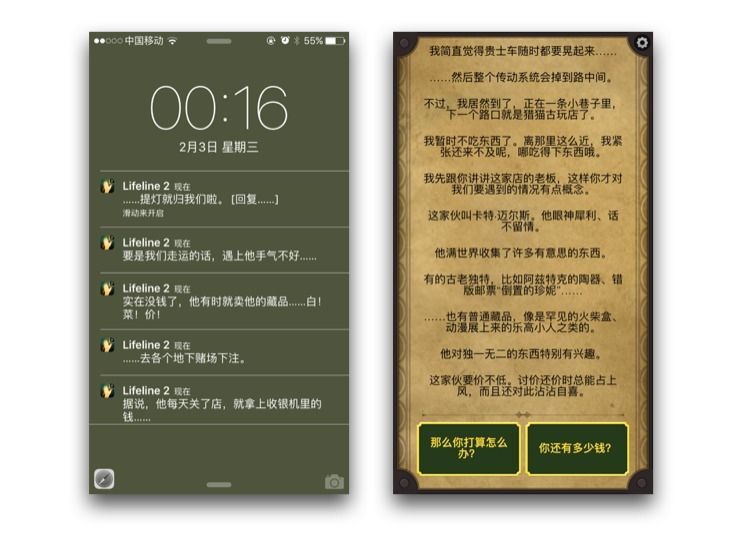 中国移动
55%
00:16
2月3日 星期三
Lifeline 2 现在
……提灯就归我们啦。 [回复……]
滑动来开启
Lifeline 2 现在
要是我们走运的话，遇上他手气不好……
Lifeline 2 现在
实在没钱了，他有时就卖他的藏品……白！
菜！价！
Lifeline 2 现在
……去各个地下赌场下注。
Lifeline 2 现在
据说，他每天关了店，就拿上收银机里的
钱……
我简直觉得贵士车随时都要晃起来……
……然后整个传动系统会掉到路中间。
不过，我居然到了，正在一条小巷子里，
下一个路口就是猎猫古玩店了。
我暂时不吃东西了。离那里这么近，我紧
张还来不及呢，哪吃得下东西哦。
我先跟你讲讲这家店的老板，这样你才对
我们要遇到的情况有点概念。
这家伙叫卡特·迈尔斯。他眼神犀利、话
不留情。
他满世界收集了许多有意思的东西。
有的古老独特，比如阿兹特克的陶器、错
版邮票“倒置的珍妮”……
……也有普通藏品，像是罕见的火柴盒、
动漫展上来的乐高小人之类的。
他对独一无二的东西特别有兴趣。
这家伙要价不低。讨价还价时总能占上
风，而且还对此沾沾自喜。
那么你打算怎么
办？
你还有多少钱？